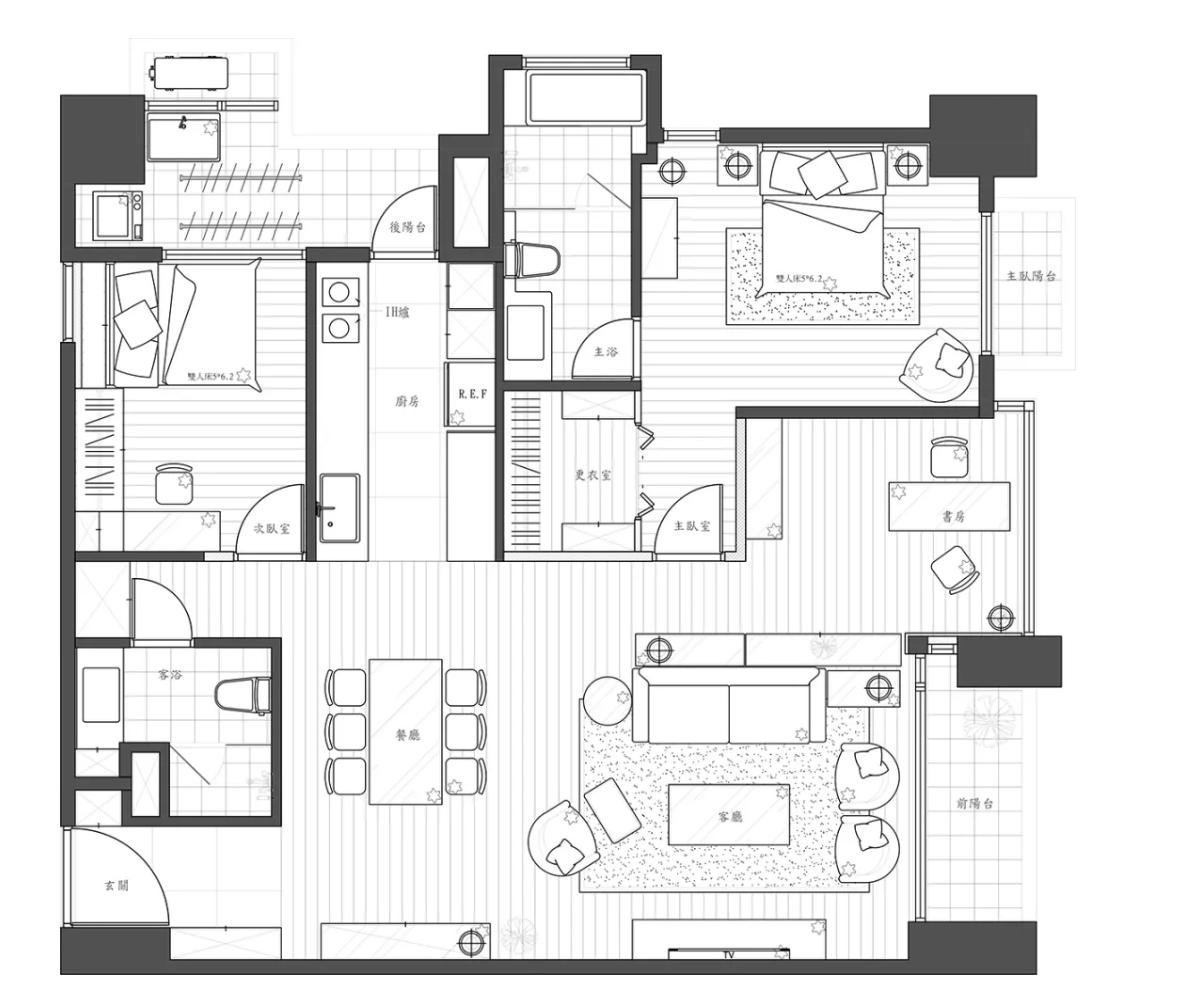 後陽台
主臥陽台
雙人床5*6.2
IH爐
主浴
雙人床5*6.2
R.E.F
廚房
更衣室
書房
次臥室
主臥室
客浴
餐廳
前陽台
客廳
玄關
TV